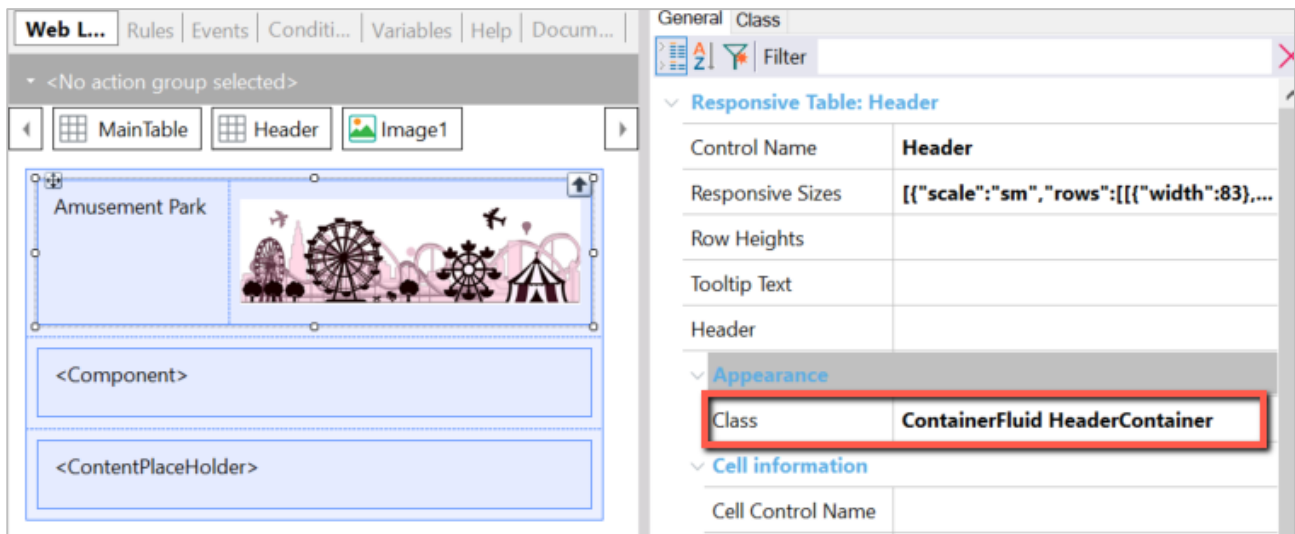 Web L... Rules Events Conditi... Variables Help Docum...
<No action group selected>
MainTable Header Image1
Amusement Park
<Component>
<ContentPlaceHolder>
General Class
Filter
Responsive Table: Header
Control Name Header
Responsive Sizes [{"scale":"sm","rows":[[{"width":83},...
Row Heights
Tooltip Text
Header
Appearance
Class ContainerFluid HeaderContainer
Cell information
Cell Control Name